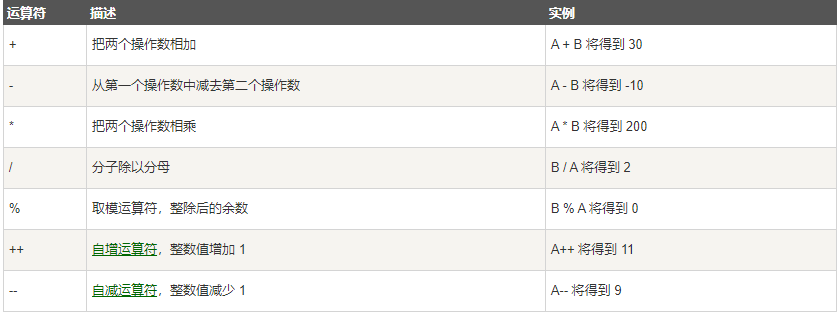 运算符 描述 实例
+ 把两个操作数相加 A + B 将得到 30
- 从第一个操作数中减去第二个操作数 A - B 将得到 -10
* 把两个操作数相乘 A * B 将得到 200
/ 分子除以分母 B / A 将得到 2
% 取模运算符，整除后的余数 B % A 将得到 0
++ 自增运算符，整数值增加 1 A++ 将得到 11
-- 自减运算符，整数值减少 1 A-- 将得到 9